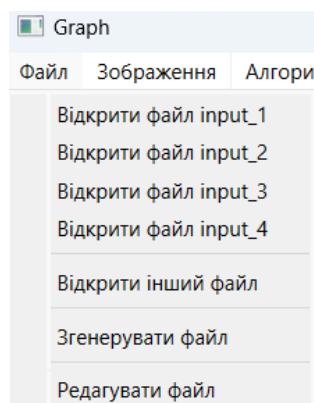 Graph
Файл Зображення Алгори
Відкрити файл input_1
Відкрити файл input_2
Відкрити файл input_3
Відкрити файл input_4
Відкрити інший файл
Згенерувати файл
Редагувати файл